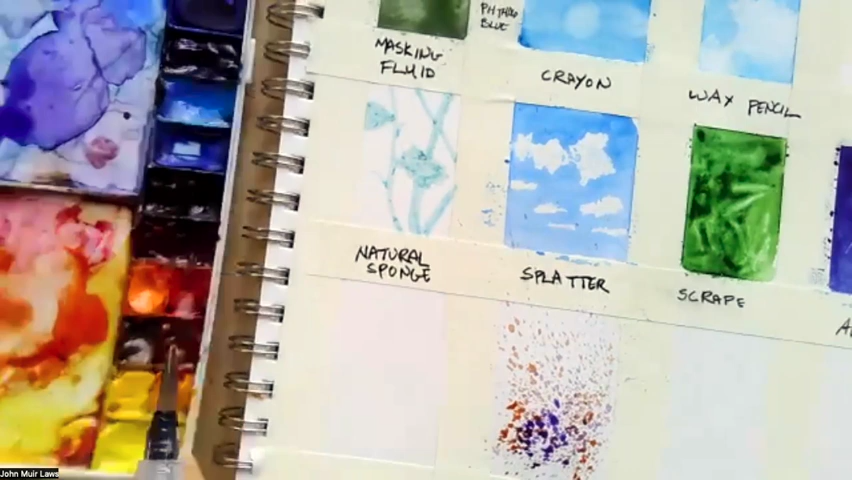 PHTHALO
BLUE
MASKING
FLUID
CRAYON
WAX PENCIL
NATURAL
SPONGE
SPLATTER
SCRAPE
A
John Muir Laws